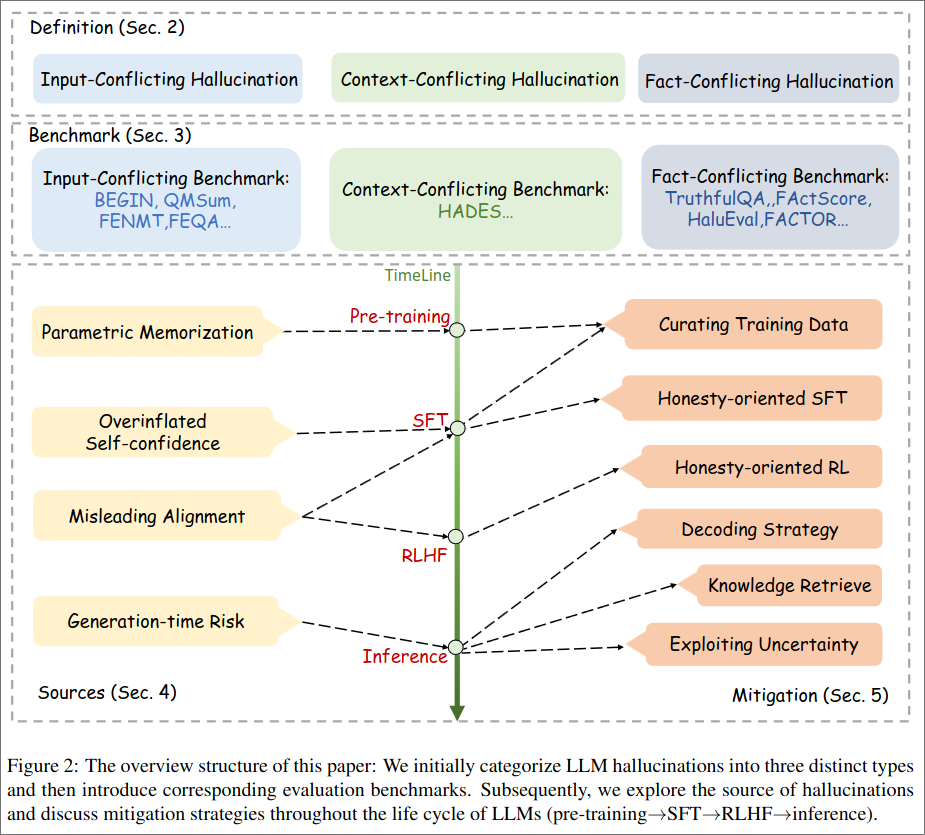 Definition (Sec. 2)
Input-Conflicting Hallucination
Context-Conflicting Hallucination
Fact-Conflicting Hallucination
Benchmark (Sec. 3)
Input-Conflicting Benchmark:
BEGIN, QMSum,
FENMT,FEQA...
Context-Conflicting Benchmark:
HADES...
Fact-Conflicting Benchmark:
TruthfulQA,,FActScore,
HaluEval,FACTOR...
TimeLine
Parametric Memorization
Pre-training
Curating Training Data
Overinflated
Self-confidence
SFT
Honesty-oriented SFT
Misleading Alignment
RLHF
Honesty-oriented RL
Decoding Strategy
Generation-time Risk
Inference
Knowledge Retrieve
Exploiting Uncertainty
Sources (Sec. 4)
Mitigation (Sec. 5)
Figure 2: The overview structure of this paper: We initially categorize LLM hallucinations into three distinct types
and then introduce corresponding evaluation benchmarks. Subsequently, we explore the source of hallucinations
and discuss mitigation strategies throughout the life cycle of LLMs (pre-training→SFT→RLHF→inference).